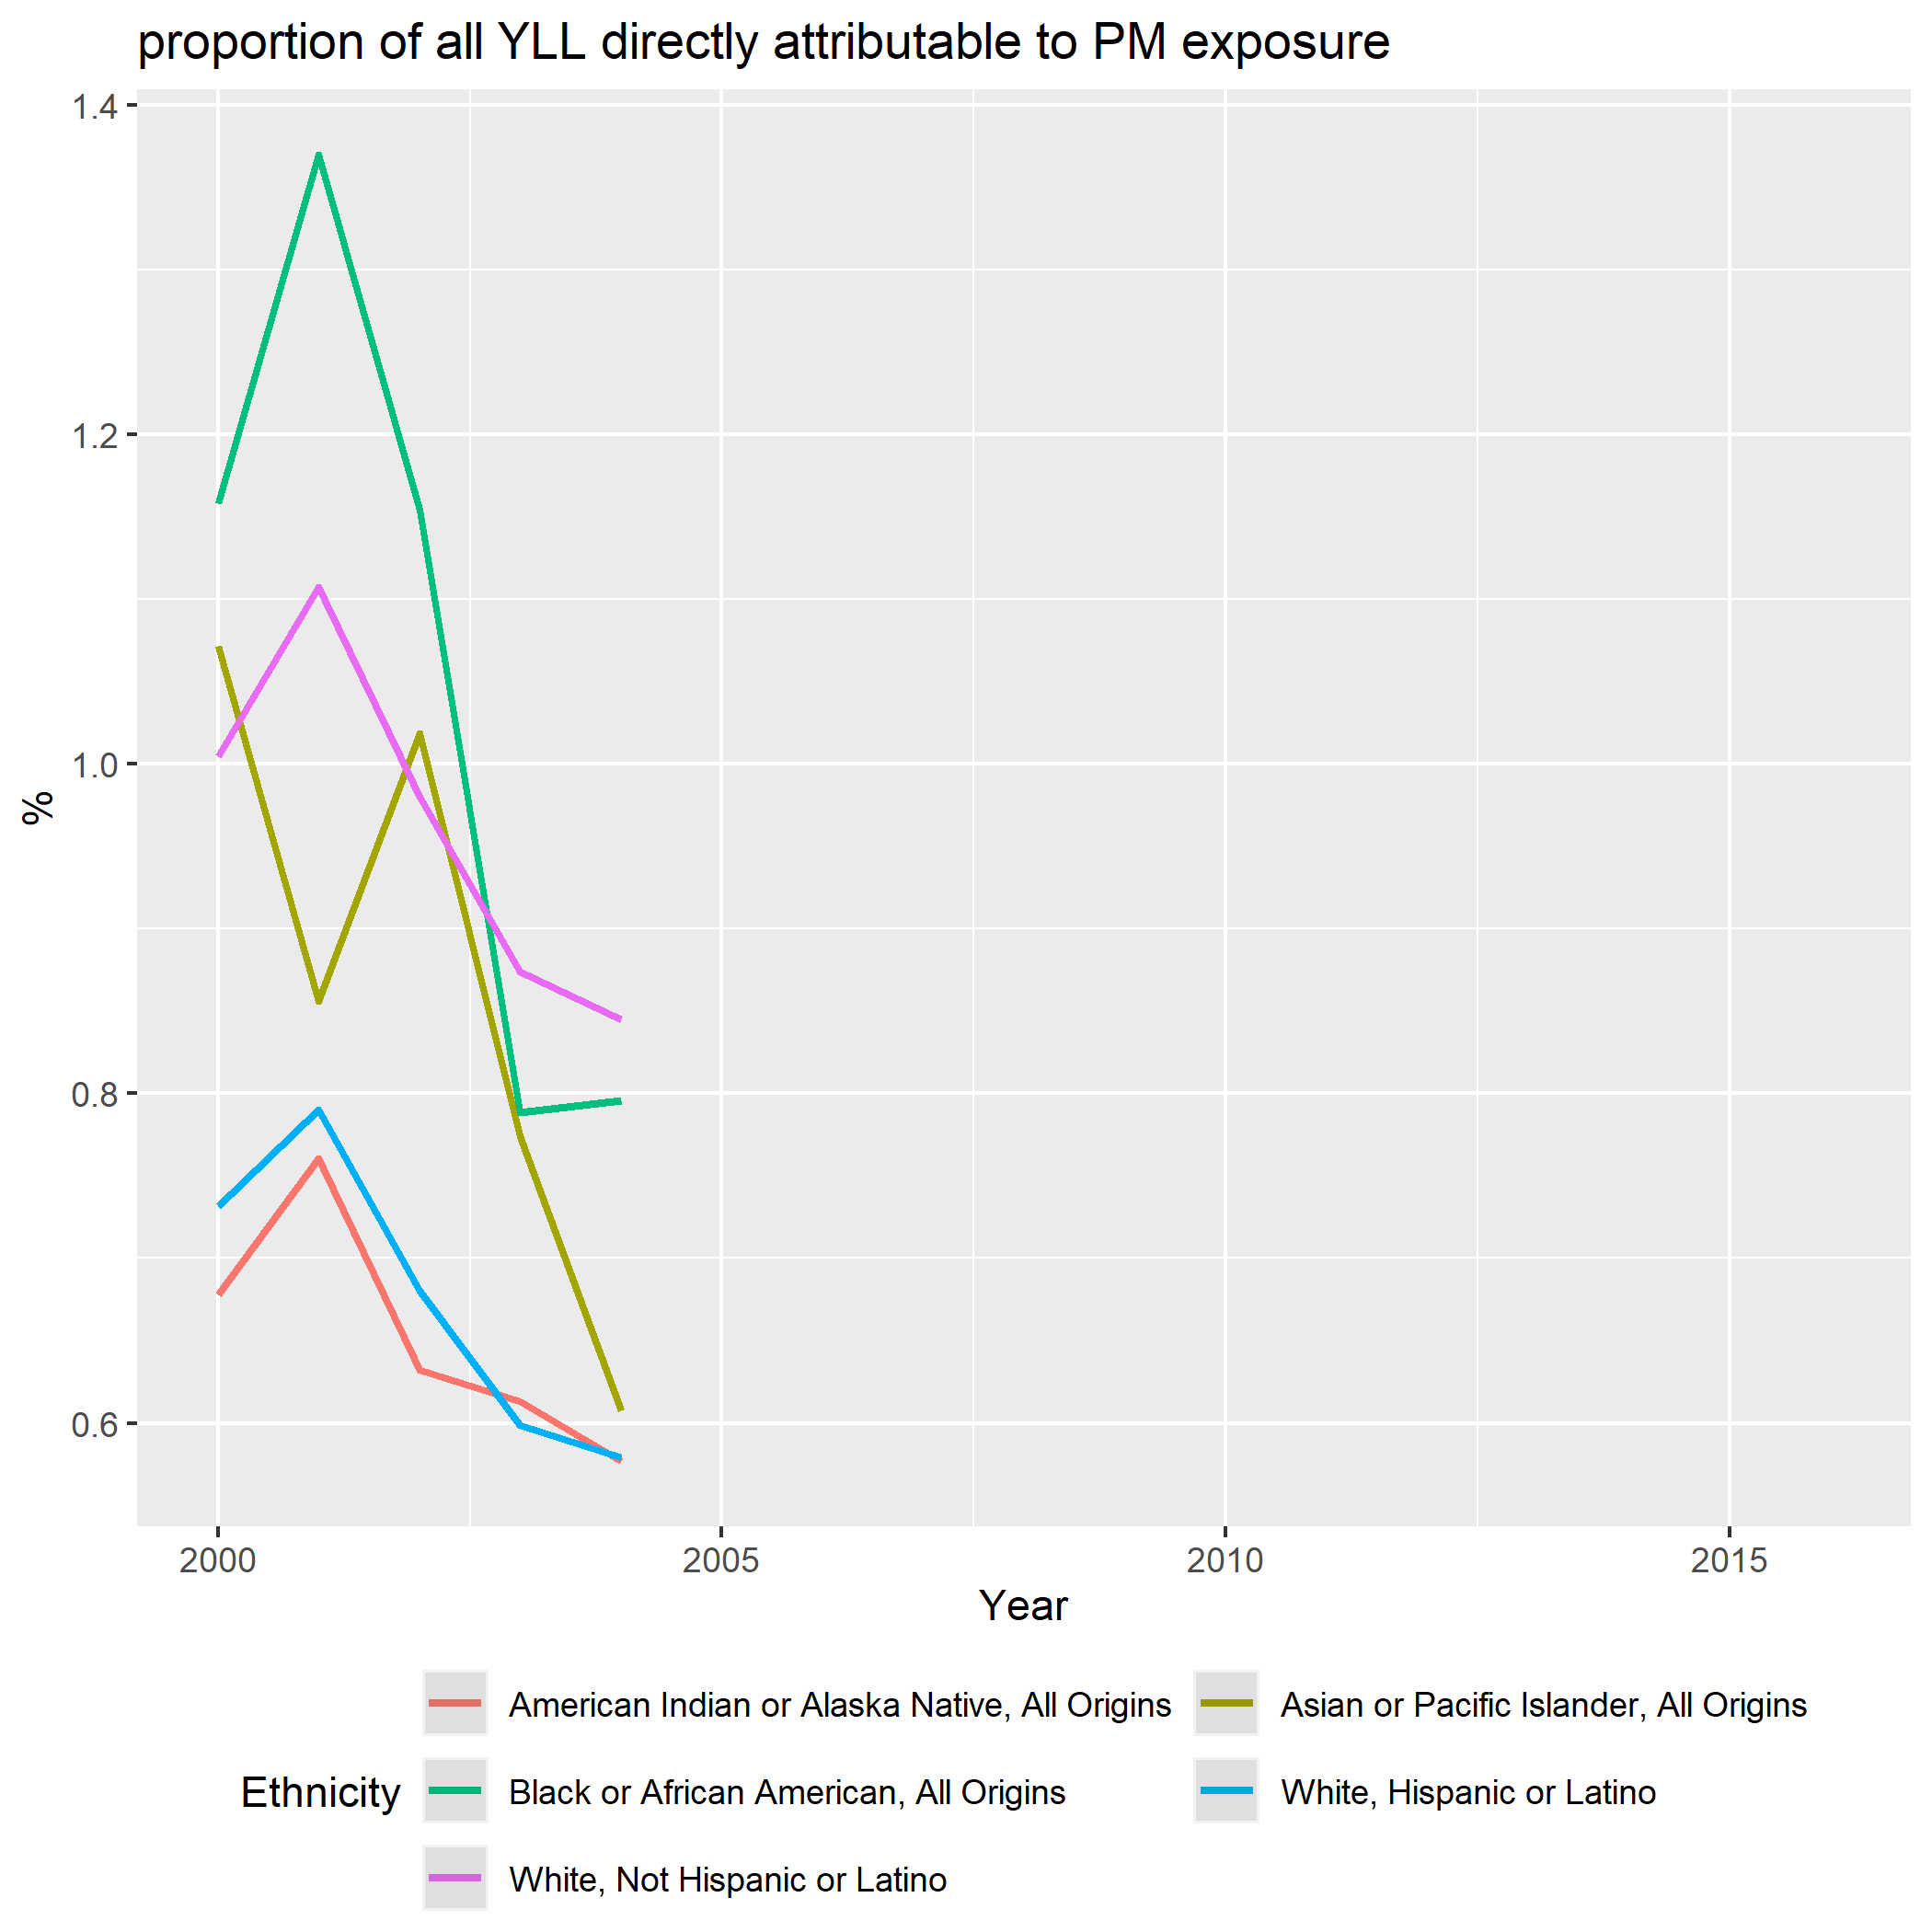 proportion of all YLL directly attributable to PM exposure
1.4
1.2
1.0
0.8
0.6
%
2000 2005 2010 2015
Year
Ethnicity
American Indian or Alaska Native, All Origins
Asian or Pacific Islander, All Origins
Black or African American, All Origins
White, Hispanic or Latino
White, Not Hispanic or Latino